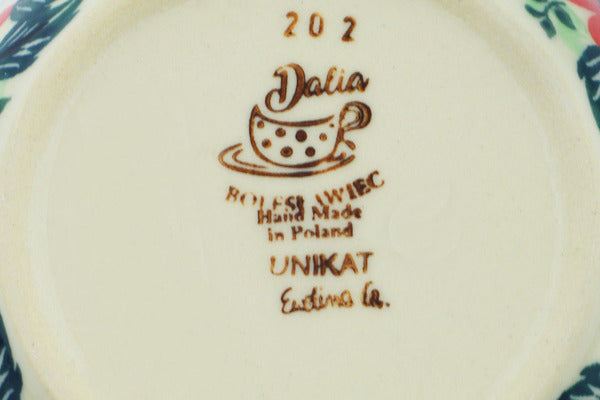 202
Dalia
BOLESŁAWIEC
Hand Made
in Poland
UNIKAT